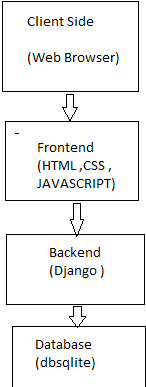 Client Side
(Web Browser)
-
Frontend
(HTML ,CSS ,
JAVASCRIPT)
Backend
(Django )
Database
(dbsqlite)